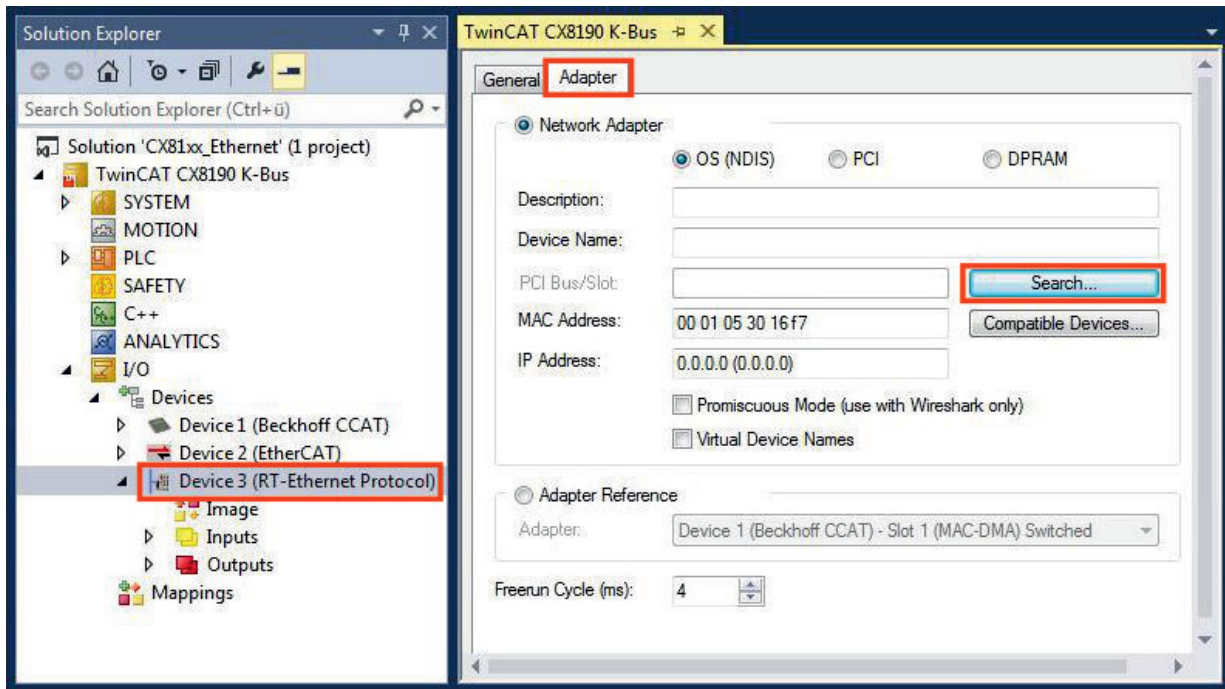 Solution Explorer
Search Solution Explorer (Ctrl+ü)
Solution 'CX81xx_Ethernet' (1 project)
TwinCAT CX8190 K-Bus
SYSTEM
MOTION
PLC
SAFETY
C++
ANALYTICS
I/O
Devices
Device 1 (Beckhoff CCAT)
Device 2 (EtherCAT)
Device 3 (RT-Ethernet Protocol)
Image
Inputs
Outputs
Mappings
TwinCAT CX8190 K-Bus
General Adapter
Network Adapter
OS (NDIS) PCI DPRAM
Description:
Device Name:
PCI Bus/Slot: Search...
MAC Address: 00 01 05 30 16 f7 Compatible Devices...
IP Address: 0.0.0.0 (0.0.0.0)
Promiscuous Mode (use with Wireshark only)
Virtual Device Names
Adapter Reference
Adapter: Device 1 (Beckhoff CCAT) - Slot 1 (MAC-DMA) Switched
Freerun Cycle (ms): 4